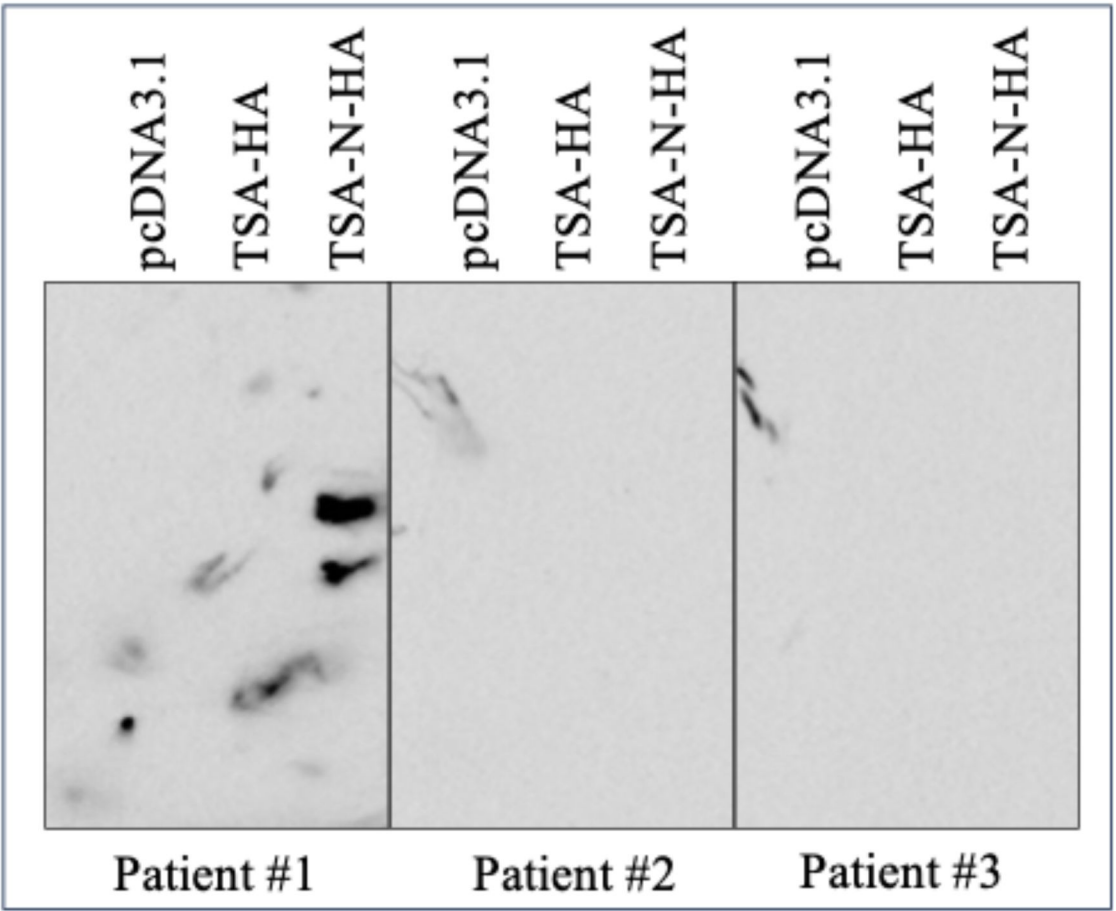 pcDNA3.1
TSA-HA
TSA-N-HA
pcDNA3.1
TSA-HA
TSA-N-HA
pcDNA3.1
TSA-HA
TSA-N-HA
Patient #1
Patient #2
Patient #3